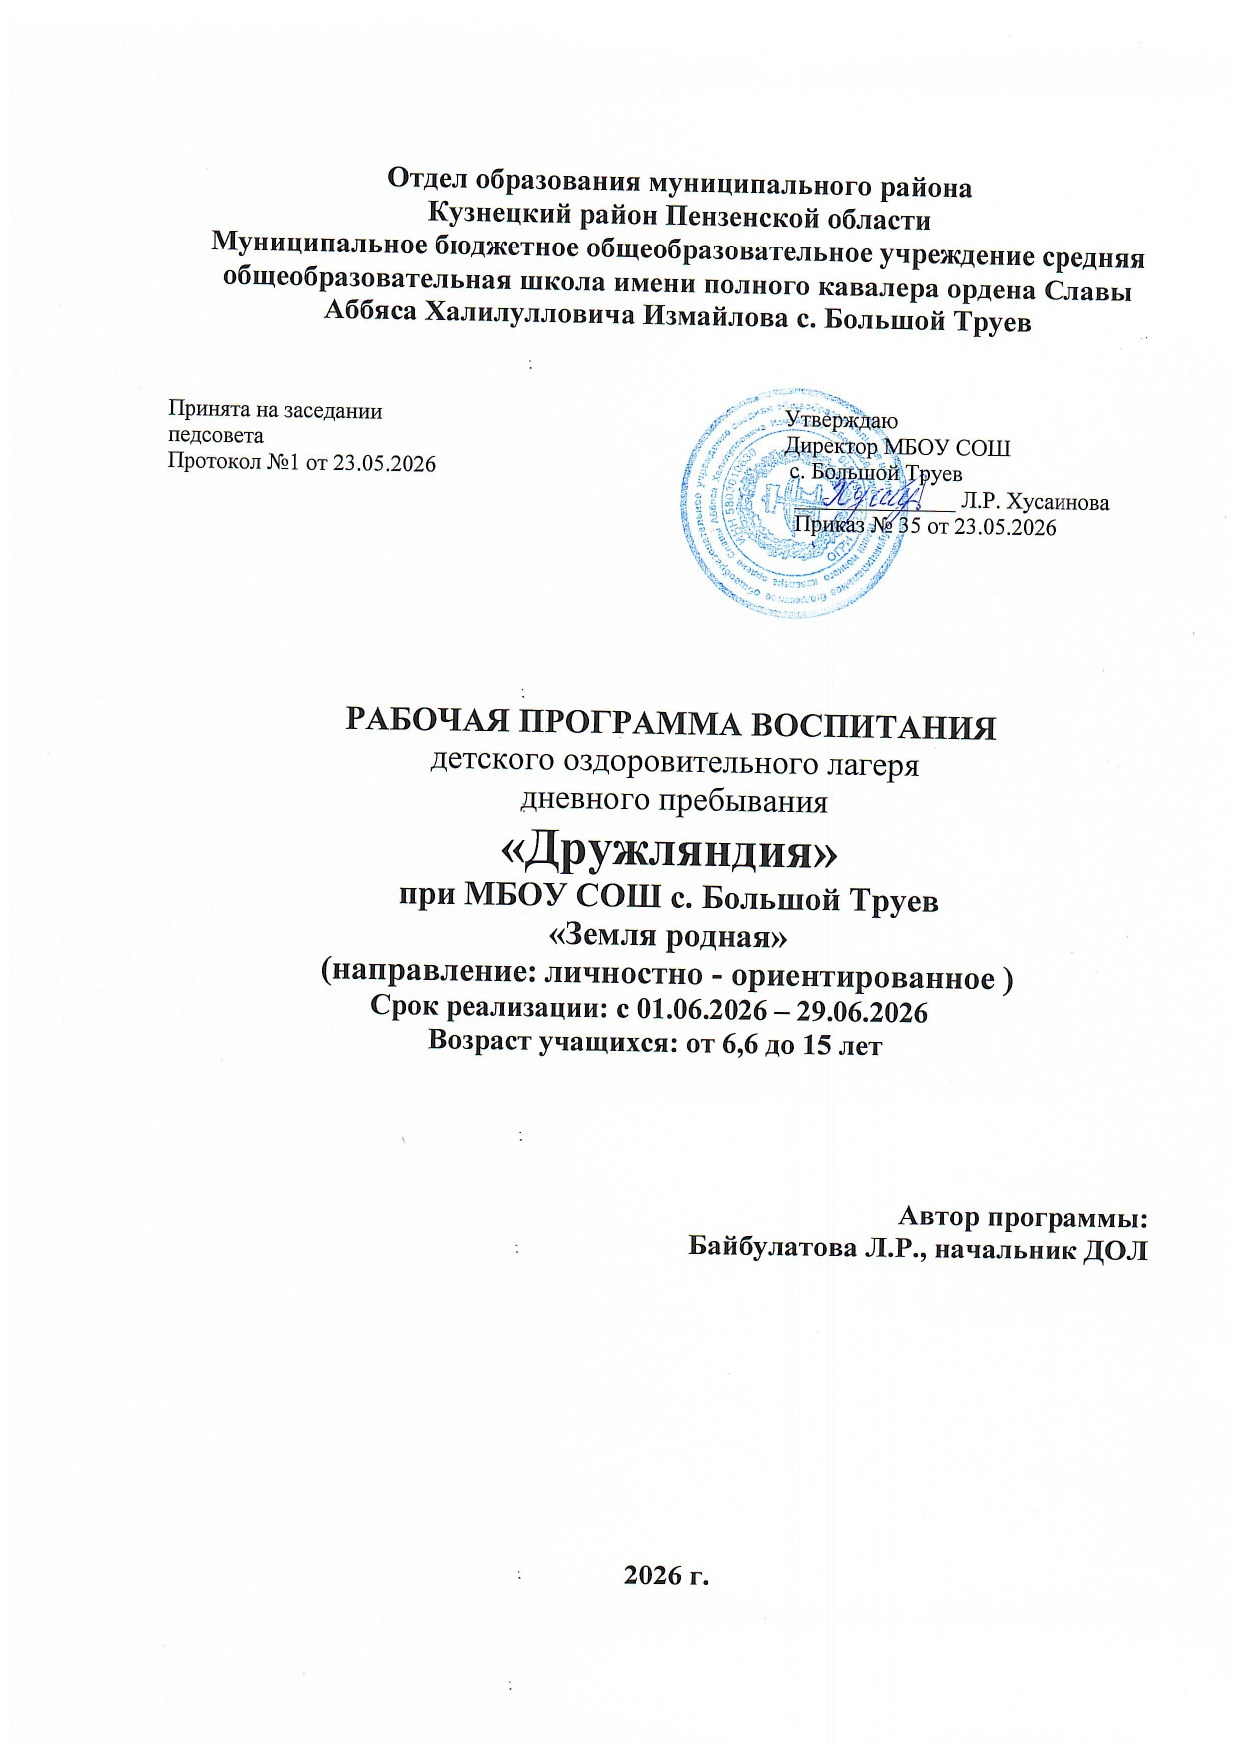 Отдел образования муниципального района
Кузнецкий район Пензенской области
Муниципальное бюджетное общеобразовательное учреждение средняя
общеобразовательная школа имени полного кавалера ордена Славы
Аббяса Халилулловича Измайлова с. Большой Труев
Принята на заседании
педсовета
Протокол №1 от 23.05.2026
Утверждаю
Директор МБОУ СОШ
с. Большой Труев
Л.Р. Хусаинова
Приказ № 35 от 23.05.2026
РАБОЧАЯ ПРОГРАММА ВОСПИТАНИЯ
детского оздоровительного лагеря
дневного пребывания
«Дружляндия»
при МБОУ СОШ с. Большой Труев
«Земля родная»
(направление: личностно - ориентированное )
Срок реализации: с 01.06.2026 – 29.06.2026
Возраст учащихся: от 6,6 до 15 лет
Автор программы:
Байбулатова Л.Р., начальник ДОЛ
2026 г.